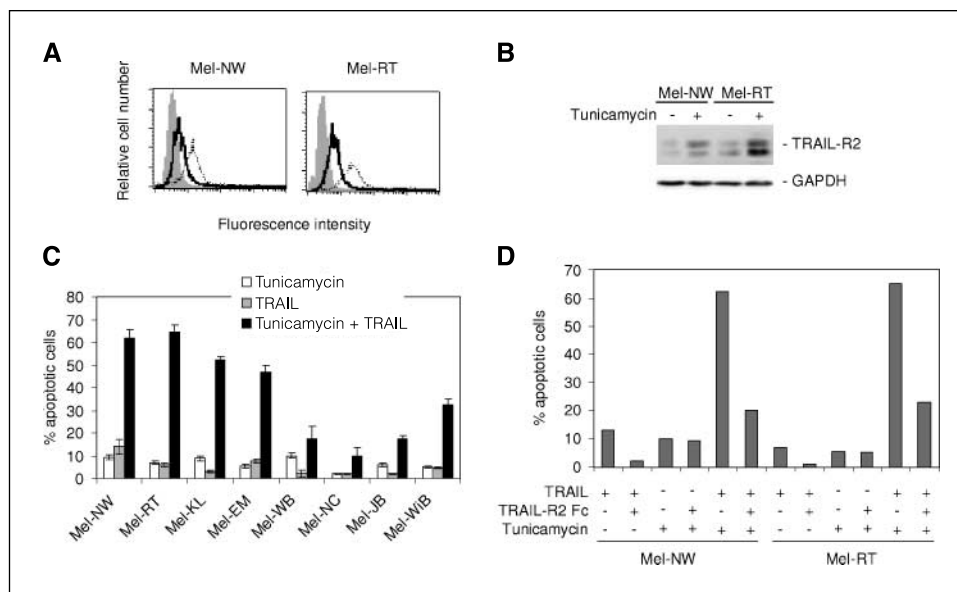 A
Mel-NW
Mel-RT
Relative cell number
Fluorescence intensity
B
Mel-NW Mel-RT
Tunicamycin - + - +
- TRAIL-R2
- GAPDH
C
Tunicamycin
TRAIL
Tunicamycin + TRAIL
% apoptotic cells
80
70
60
50
40
30
20
10
0
Mel-NW
Mel-RT
Mel-KL
Mel-EM
Mel-WB
Mel-NC
Mel-JB
Mel-WIB
D
% apoptotic cells
70
60
50
40
30
20
10
0
TRAIL + + - - + + + + - - + +
TRAIL-R2 Fc - + - + - + - + - + - +
Tunicamycin - - + + + + - - + + + +
Mel-NW
Mel-RT